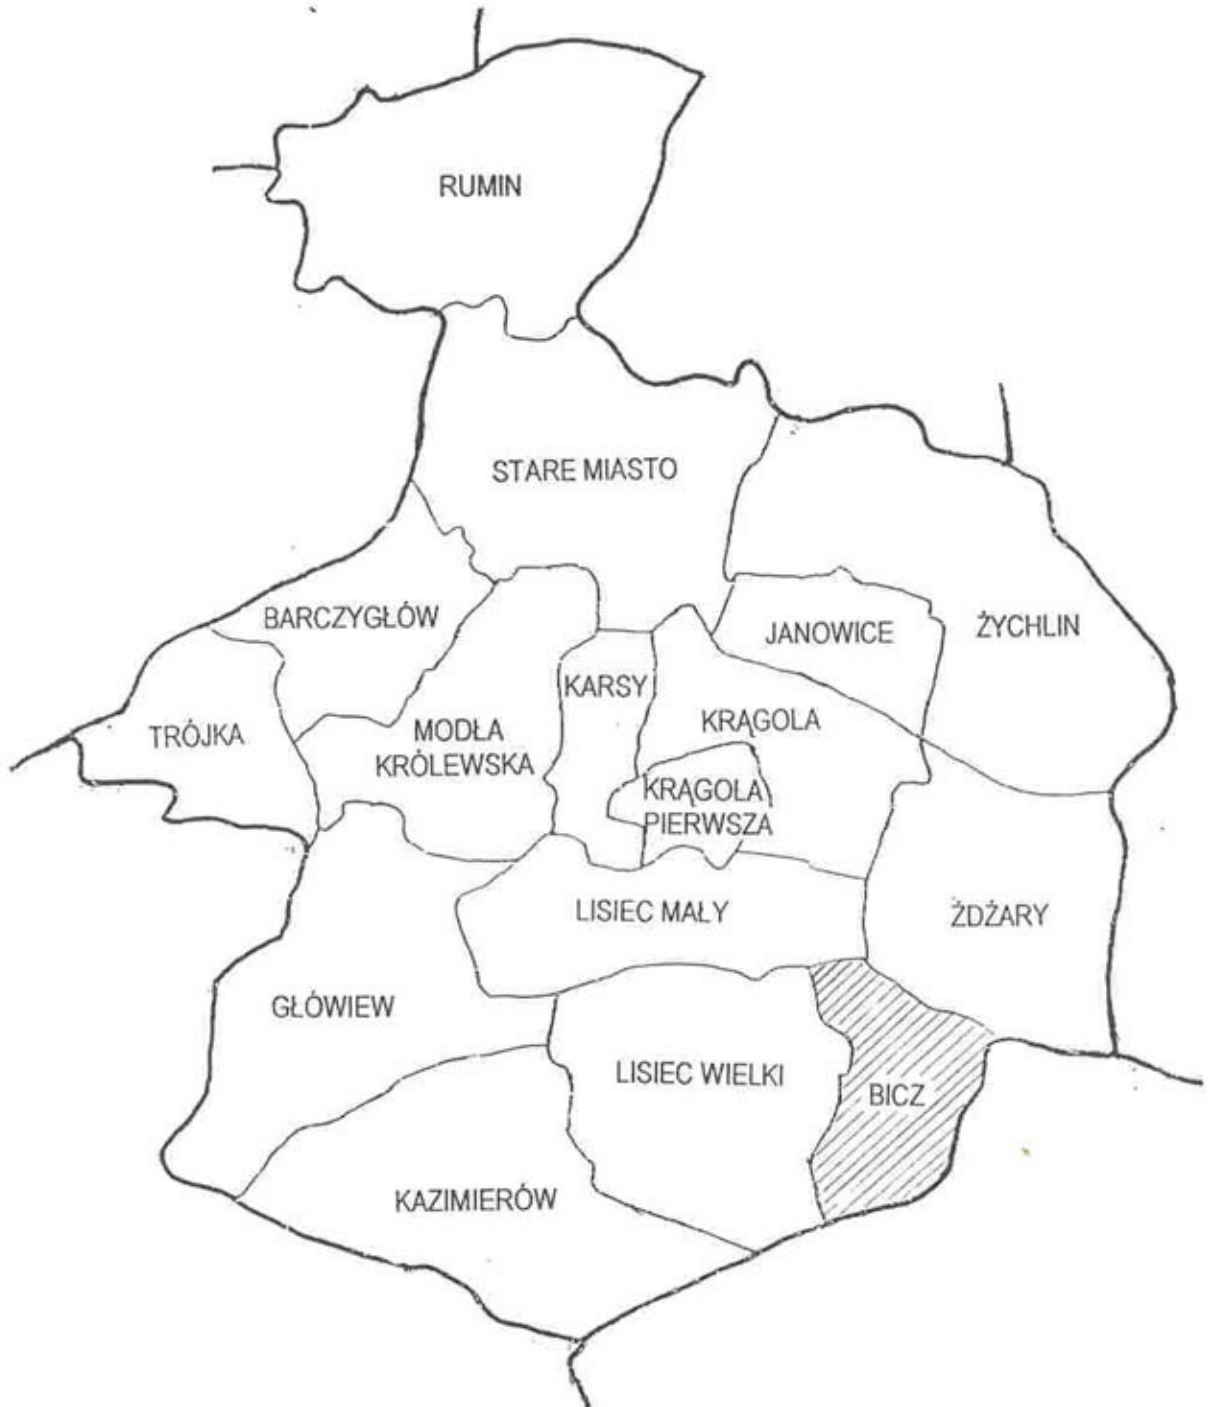 RUMIN
STARE MIASTO
BARCZYGŁÓW
JANOWICE
ŻYCHLIN
KARSY
TRÓJKA
MODŁA
KRÓLEWSKA
KRĄGOLA
KRĄGOLA
PIERWSZA
LISIEC MAŁY
ŻDŻARY
GŁÓWIEW
LISIEC WIELKI
BICZ
KAZIMIERÓW